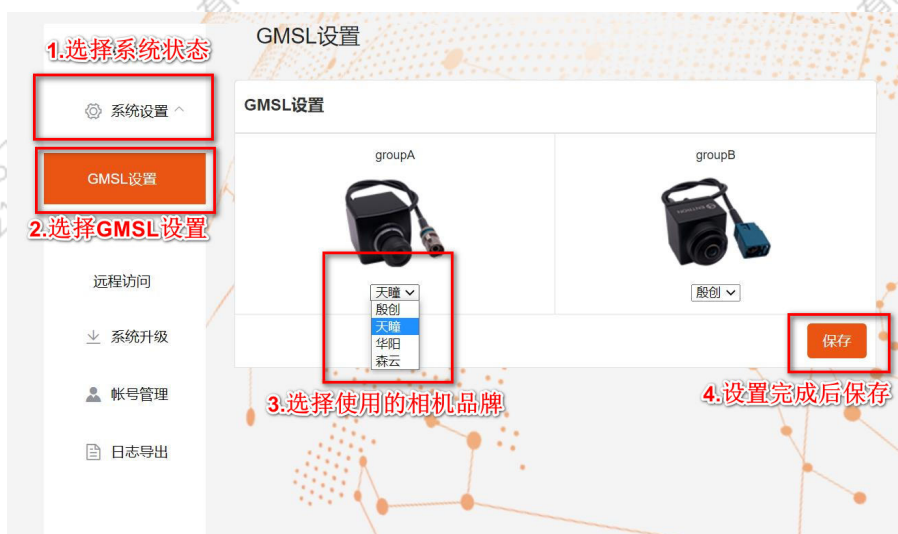 GMSL设置
1.选择系统状态
系统设置
GMSL设置
groupA
groupB
GMSL设置
2.选择GMSL设置
远程访问
天瞳
殷创
殷创
天瞳
华阳
森云
系统升级
保存
帐号管理
3.选择使用的相机品牌
4.设置完成后保存
日志导出